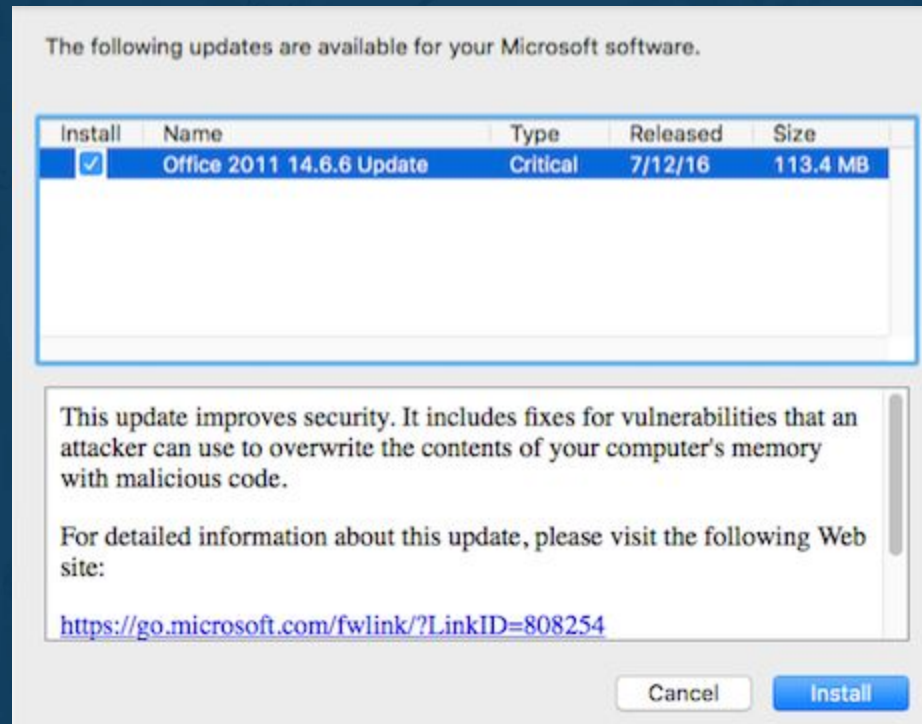 The following updates are available for your Microsoft software.
Install Name Type Released Size
Office 2011 14.6.6 Update Critical 7/12/16 113.4 MB
This update improves security. It includes fixes for vulnerabilities that an
attacker can use to overwrite the contents of your computer's memory
with malicious code.
For detailed information about this update, please visit the following Web
site:
https://go.microsoft.com/fwlink/?LinkID=808254
Cancel Install